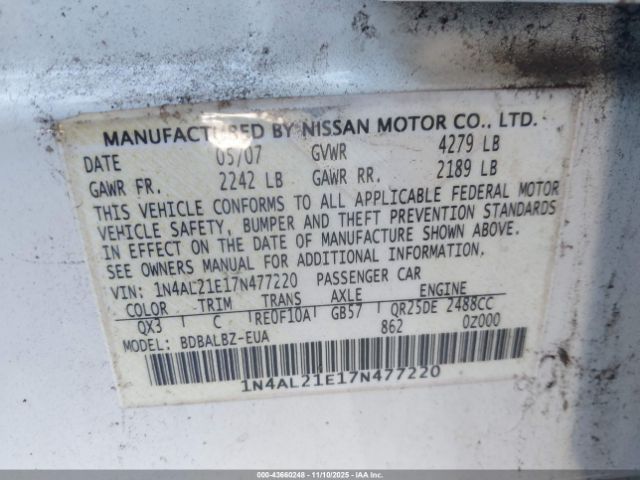 MANUFACTURED BY NISSAN MOTOR CO., LTD.
DATE 05/07 GVWR 4279 LB
GAWR FR. 2242 LB GAWR RR. 2189 LB
THIS VEHICLE CONFORMS TO ALL APPLICABLE FEDERAL MOTOR
VEHICLE SAFETY, BUMPER AND THEFT PREVENTION STANDARDS
IN EFFECT ON THE DATE OF MANUFACTURE SHOWN ABOVE.
SEE OWNERS MANUAL FOR ADDITIONAL INFORMATION.
VIN: 1N4AL21E17N477220 PASSENGER CAR
COLOR TRIM TRANS AXLE ENGINE
QX3 C RE0F10A GB57 QR25DE 2488CC
MODEL: BDBALBZ-EUA 862 0Z000
1N4AL21E17N477220
000-43660248 - 11/10/2025 - IAAI.COM